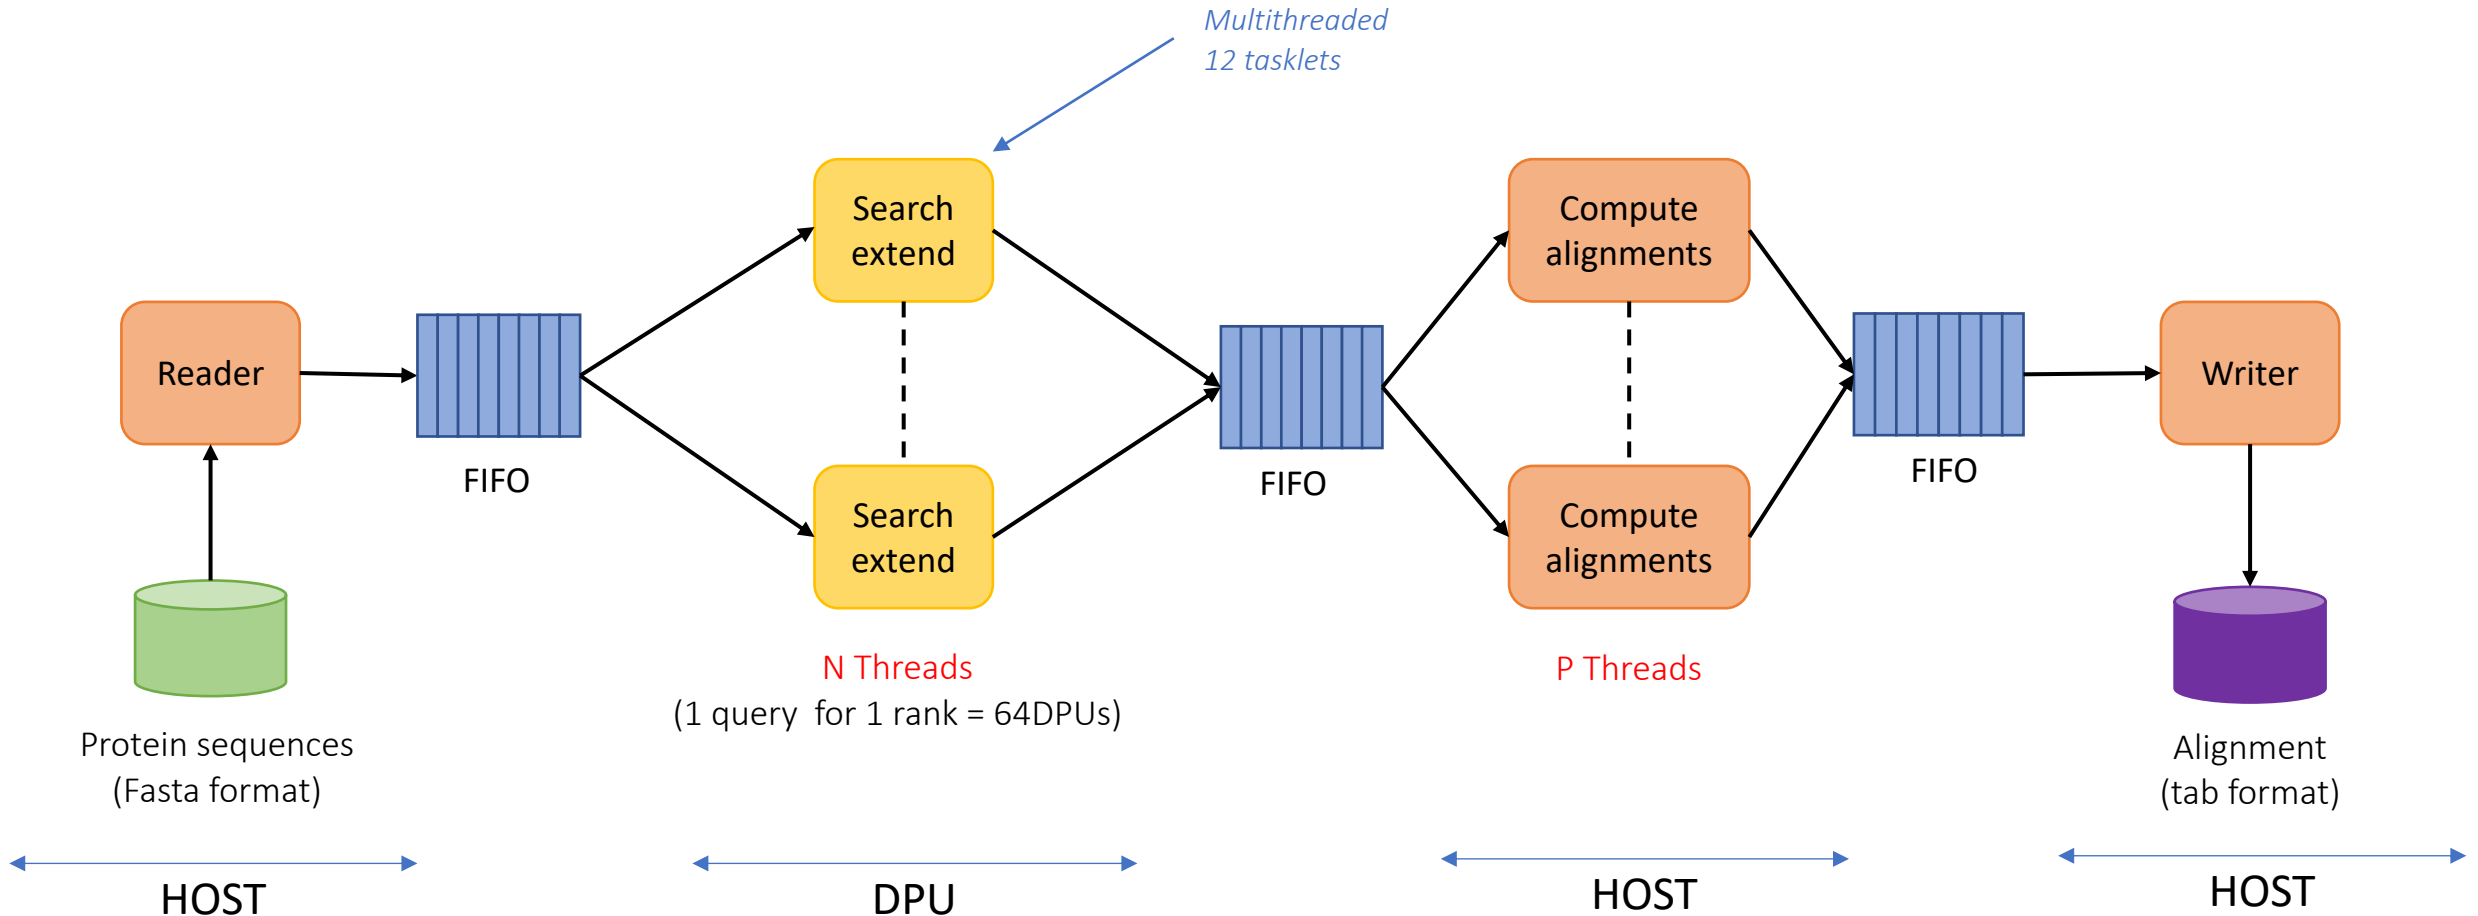 Multithreaded
12 tasklets
Search
extend
Compute
alignments
Reader
FIFO
FIFO
FIFO
Writer
Search
extend
Compute
alignments
N Threads
(1 query  for 1 rank = 64DPUs)
P Threads
Protein sequences
(Fasta format)
Alignment
(tab format)
HOST
DPU
HOST
HOST